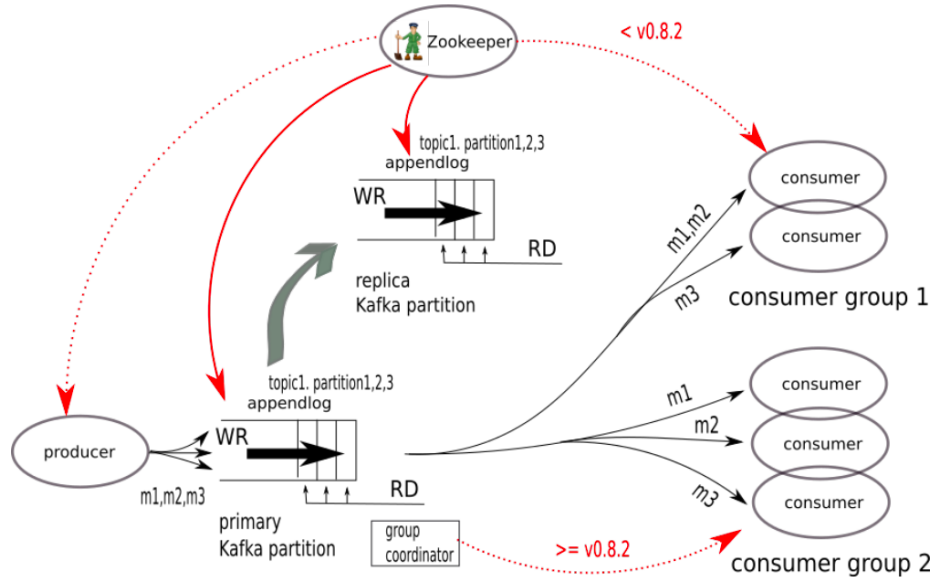 Zookeeper
< v0.8.2
topic1. partition1,2,3
appendlog
WR
RD
replica
Kafka partition
consumer
consumer
m1,m2
m3
consumer group 1
topic1. partition1,2,3
appendlog
WR
RD
producer
m1,m2,m3
primary
Kafka partition
group
coordinator
>= v0.8.2
m1
m2
m3
consumer
consumer
consumer
consumer group 2